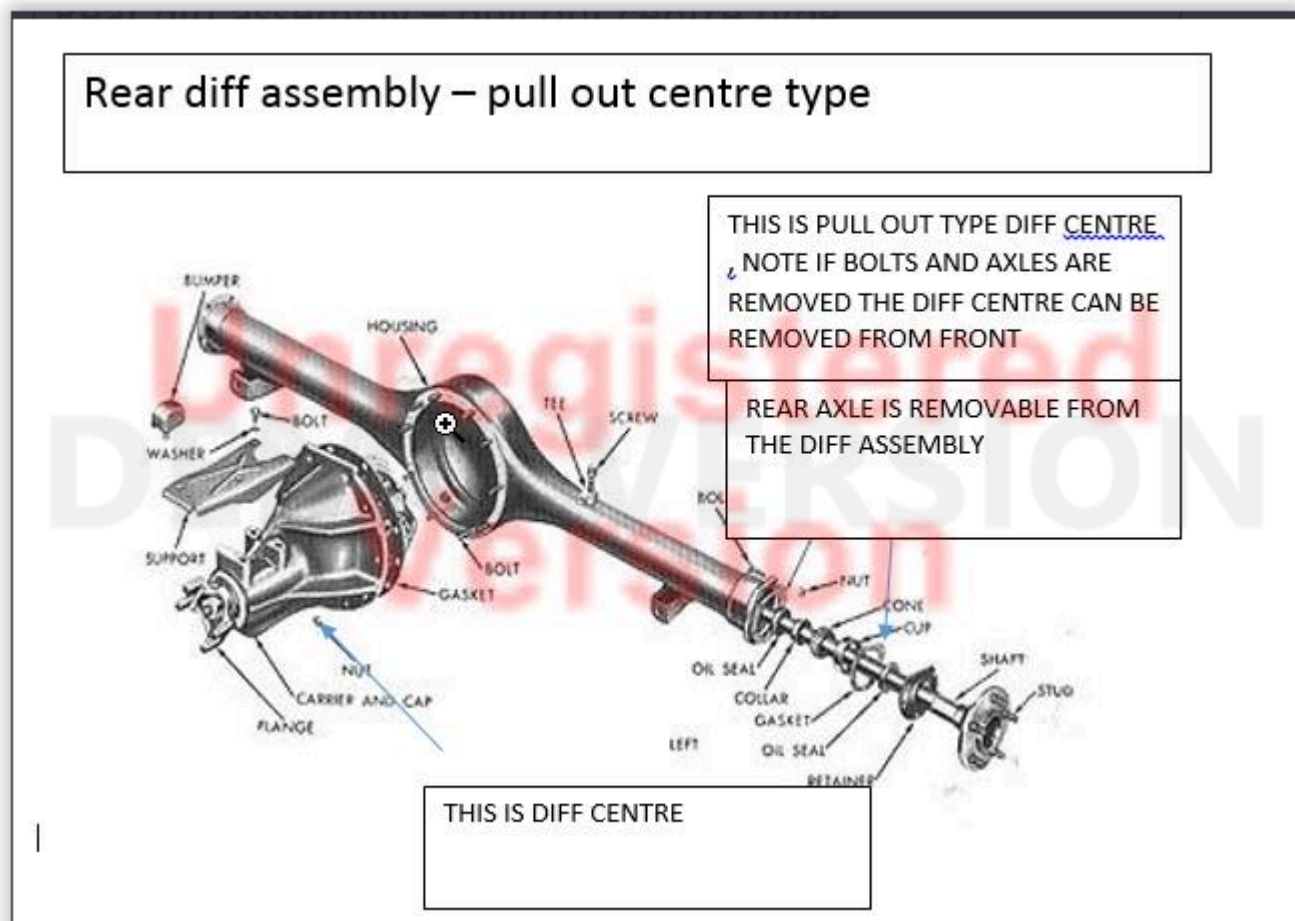 Rear diff assembly – pull out centre type
THIS IS PULL OUT TYPE DIFF CENTRE
, NOTE IF BOLTS AND AXLES ARE
REMOVED THE DIFF CENTRE CAN BE
REMOVED FROM FRONT
REAR AXLE IS REMOVABLE FROM
THE DIFF ASSEMBLY
BUMPER
HOUSING
TEE
SCREW
BOLT
WASHER
SUPPORT
BOLT
GASKET
NUT
CONE
CUP
NUT
CARRIER AND CAP
FLANGE
OIL SEAL
COLLAR
GASKET
OIL SEAL
RETAINER
SHAFT
STUD
LEFT
THIS IS DIFF CENTRE
Unregistered
Version
VERSION